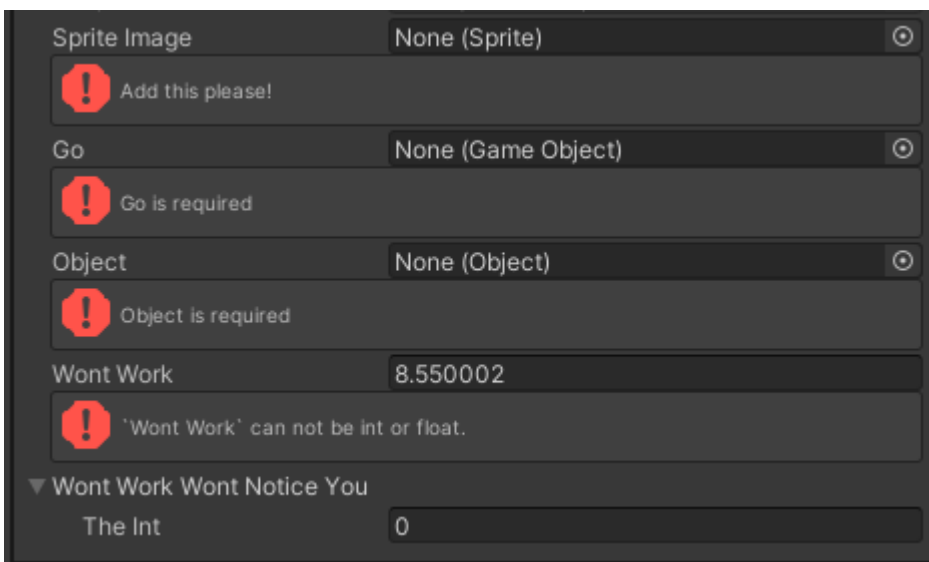 Sprite Image None (Sprite)
Add this please!
Go None (Game Object)
Go is required
Object None (Object)
Object is required
Wont Work 8.550002
`Wont Work` can not be int or float.
Wont Work Wont Notice You
The Int 0